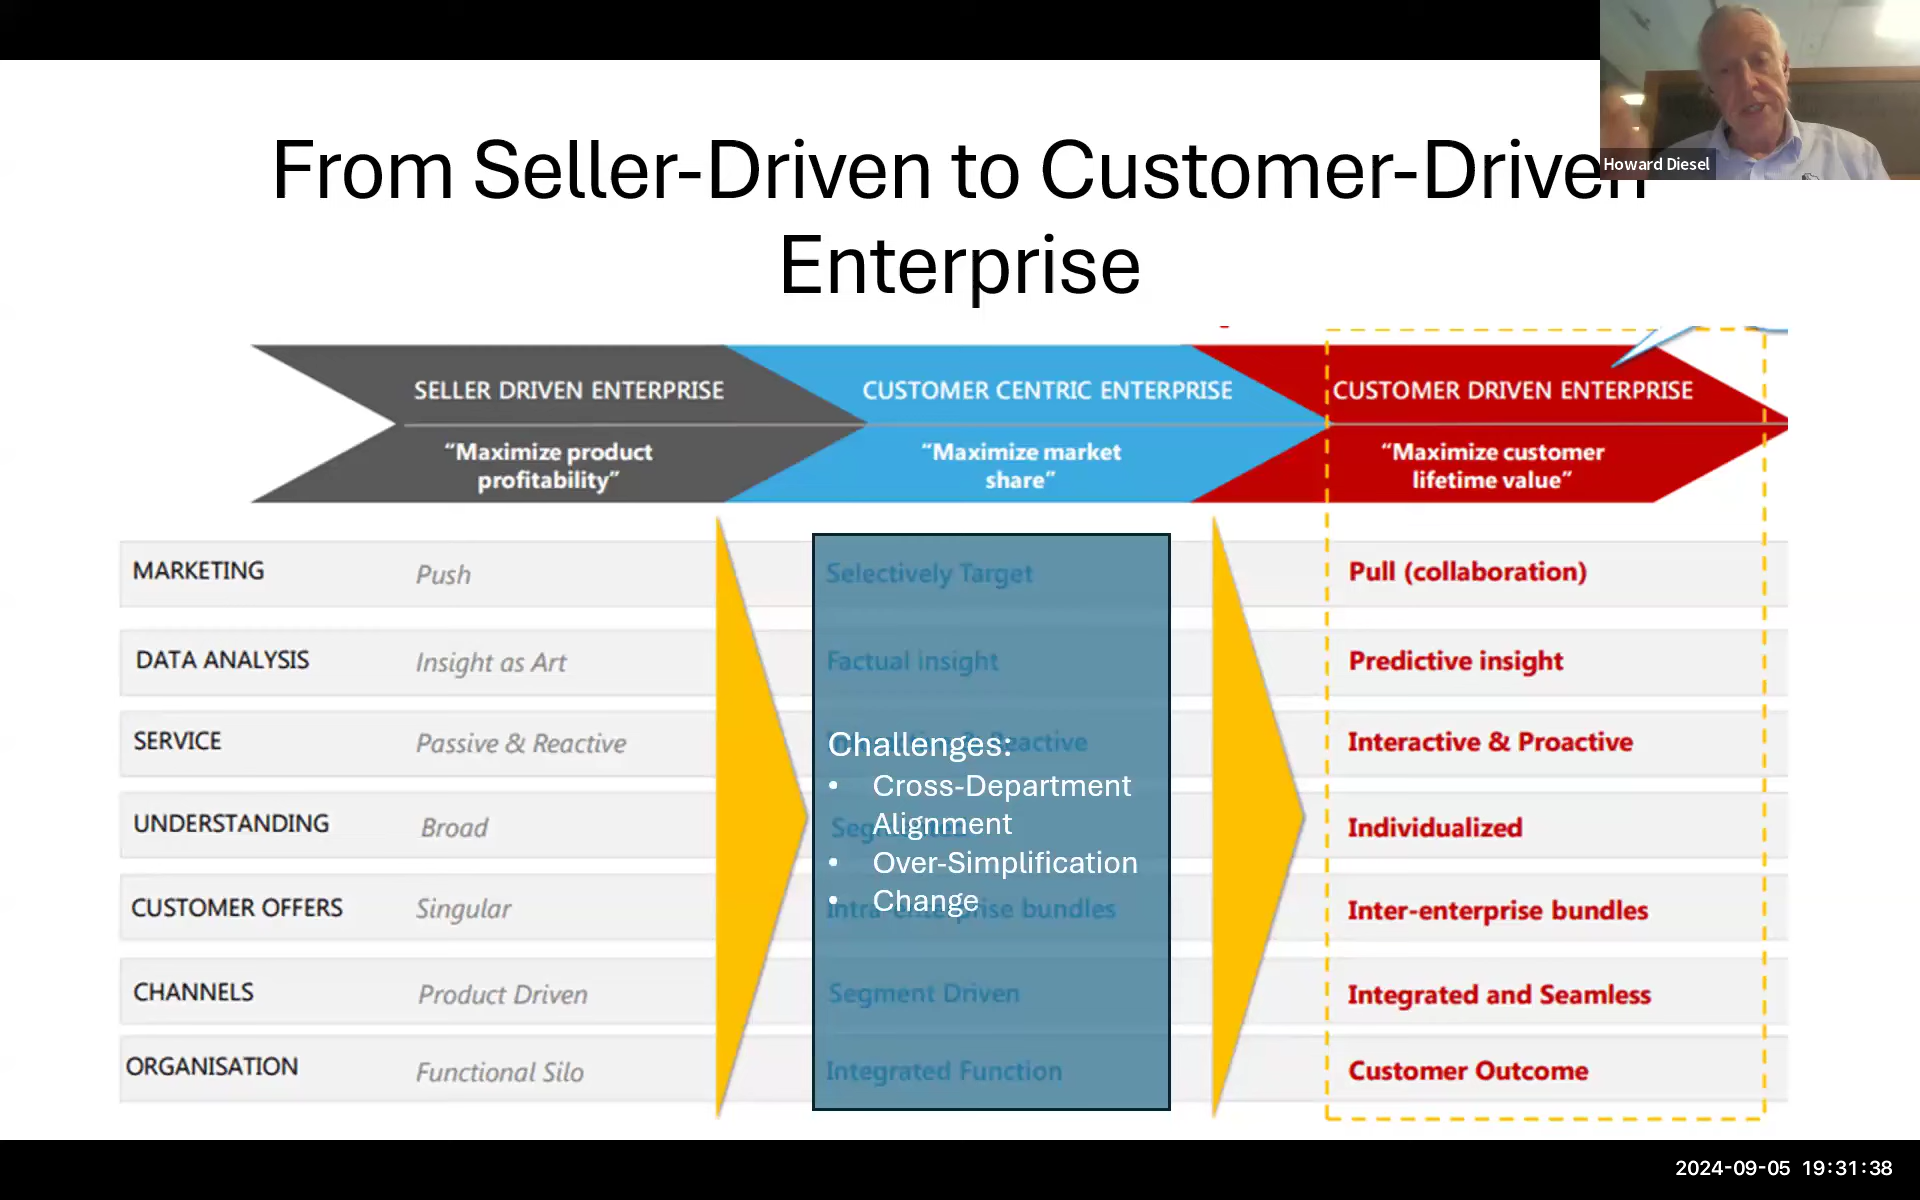 Howard Diesel
From Seller-Driven to Customer-Driven
Enterprise
SELLER DRIVEN ENTERPRISE
CUSTOMER CENTRIC ENTERPRISE
CUSTOMER DRIVEN ENTERPRISE
“Maximize product
profitability”
“Maximize market
share”
“Maximize customer
lifetime value”
MARKETING Push Selectively Target Pull (collaboration)
DATA ANALYSIS Insight as Art Factual insight Predictive insight
SERVICE Passive & Reactive Reactive Interactive & Proactive
UNDERSTANDING Broad Individualized
CUSTOMER OFFERS Singular Intra-enterprise bundles Inter-enterprise bundles
CHANNELS Product Driven Segment Driven Integrated and Seamless
ORGANISATION Functional Silo Integrated Function Customer Outcome
Challenges:
• Cross-Department
Alignment
• Over-Simplification
• Change
2024-09-05 19:31:38